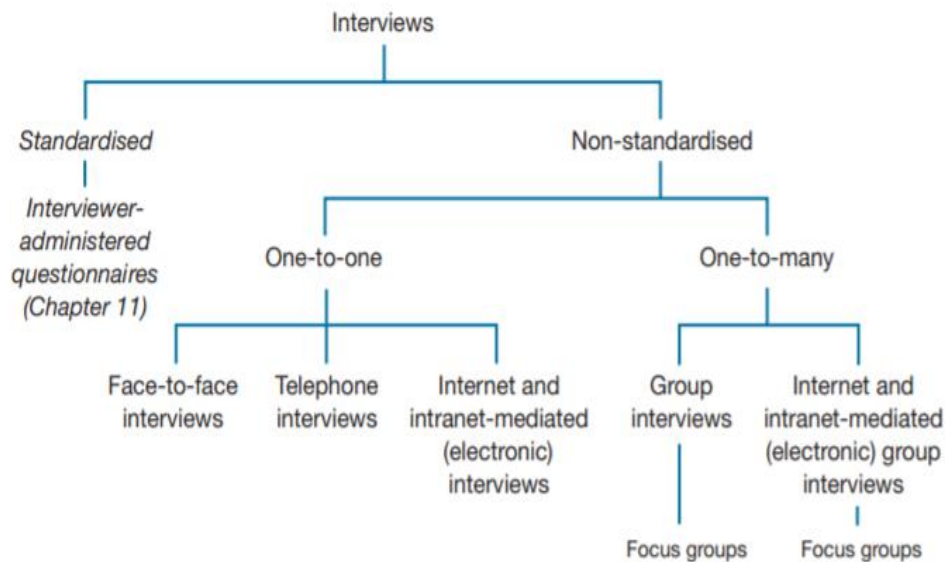 Interviews
Standardised
Non-standardised
Interviewer-
administered
questionnaires
(Chapter 11)
One-to-one
One-to-many
Face-to-face
interviews
Telephone
interviews
Internet and
intranet-mediated
(electronic)
interviews
Group
interviews
Internet and
intranet-mediated
(electronic) group
interviews
Focus groups
Focus groups